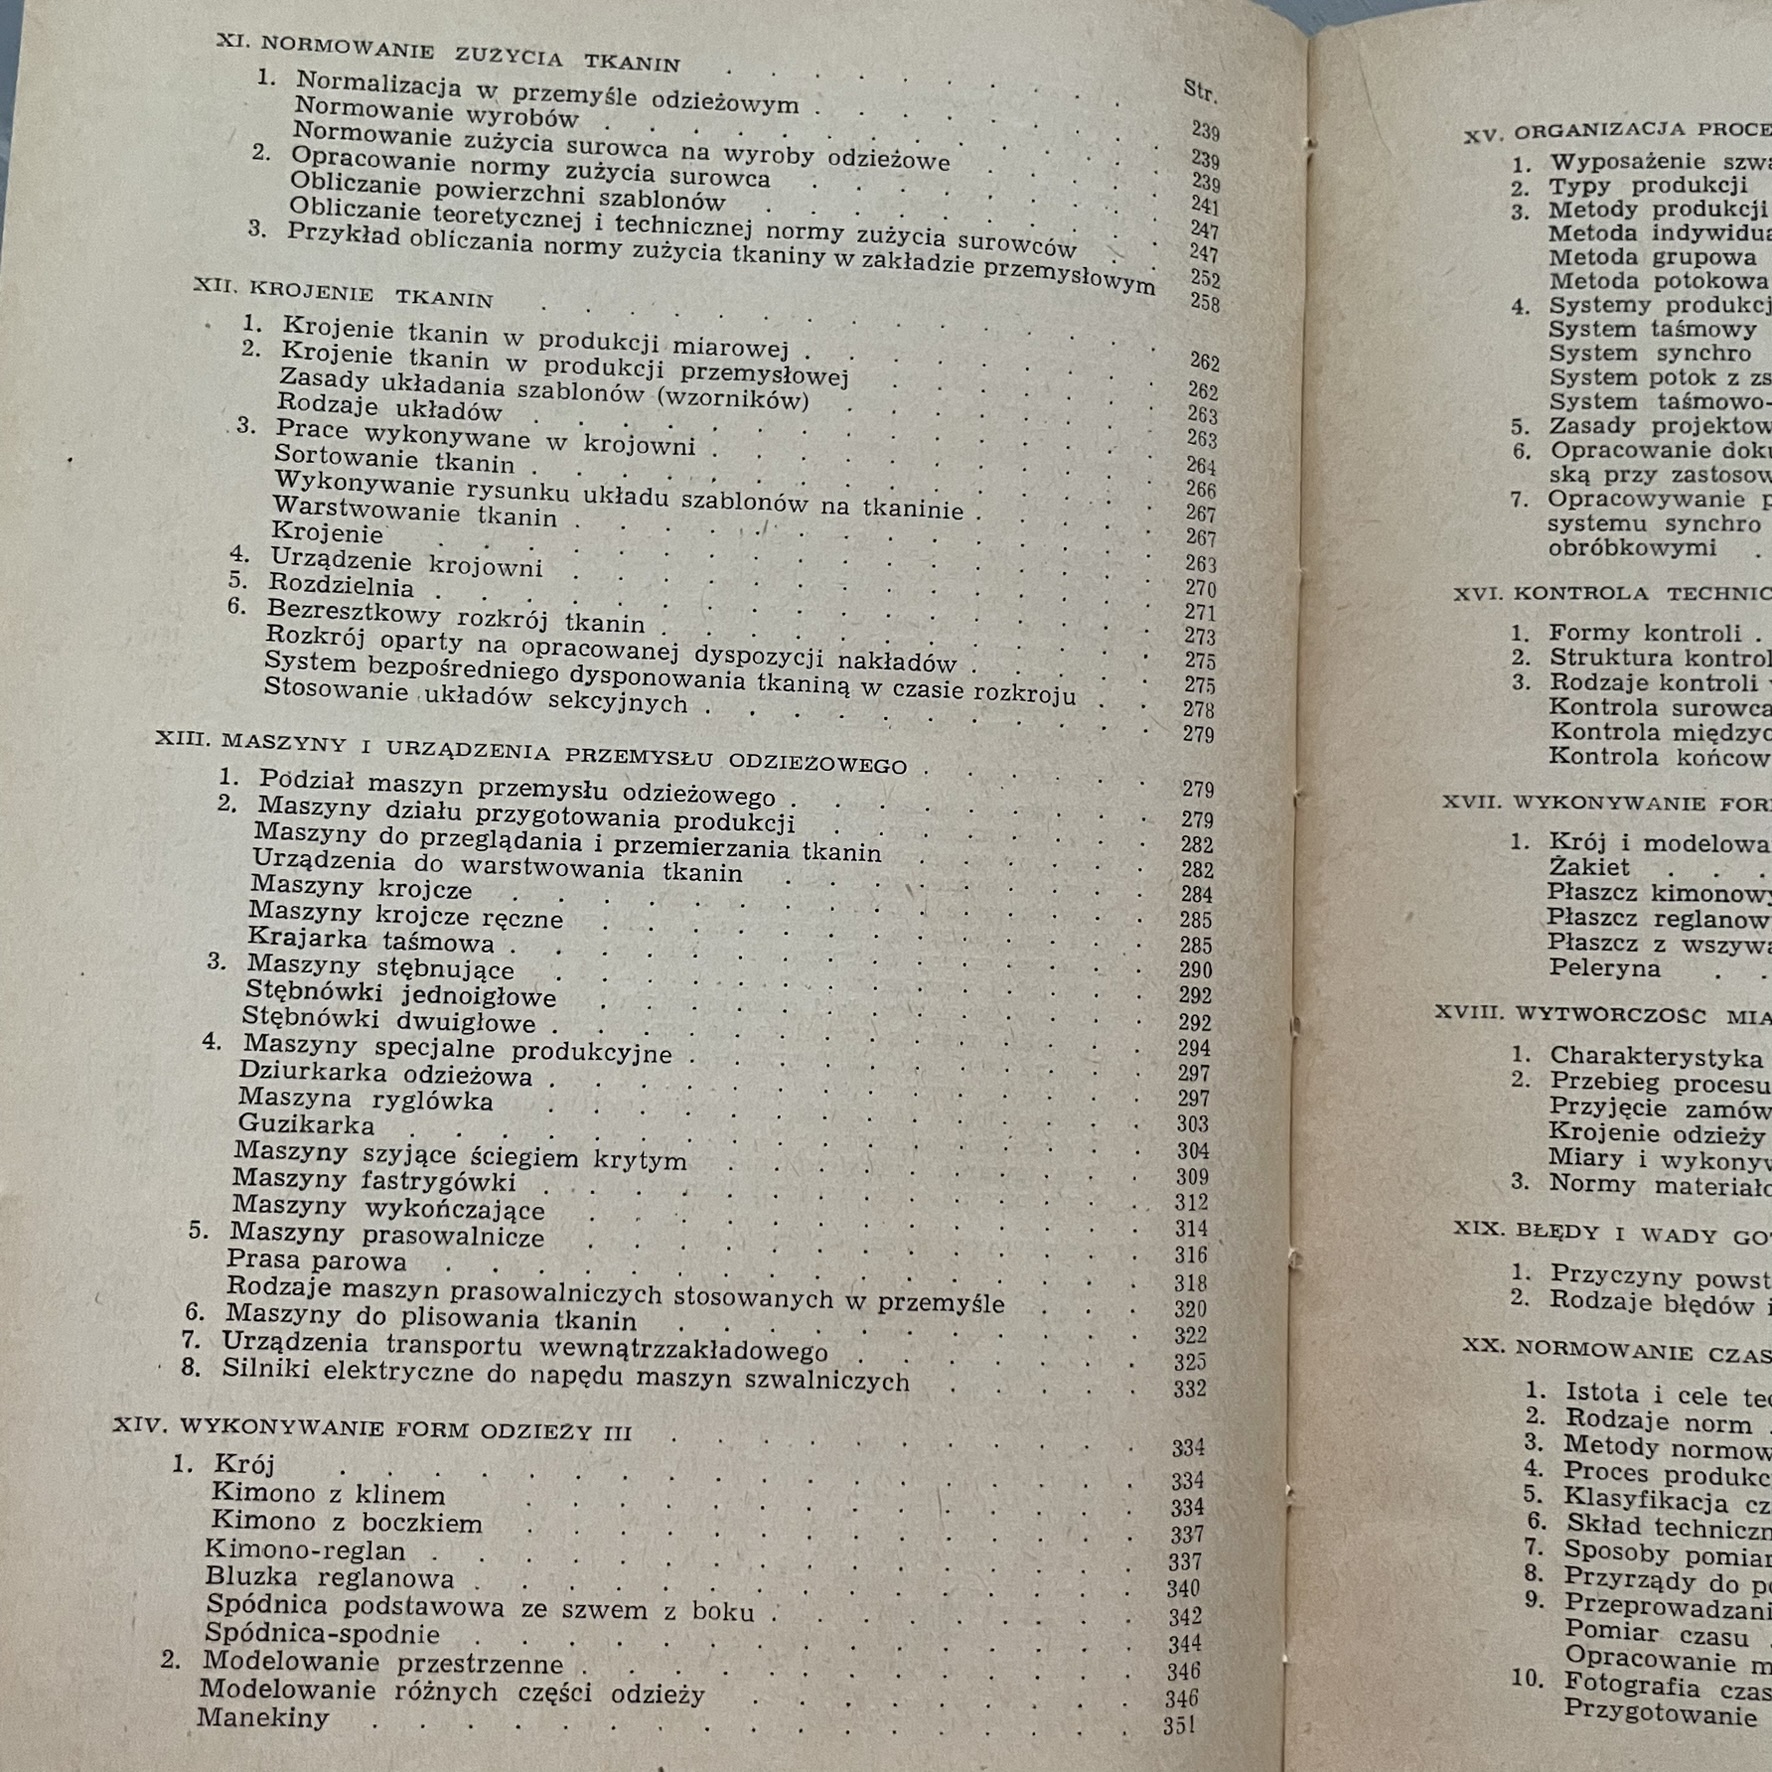 Str.
XI. NORMOWANIE ZUŻYCIA TKANIN . . . . . . . . . . 239
1. Normalizacja w przemyśle odzieżowym . . . . . . . . 239
Normowanie wyrobów . . . . . . . . . . . . 239
Normowanie zużycia surowca na wyroby odzieżowe . . . . 241
2. Opracowanie normy zużycia surowca . . . . . . . . 247
Obliczanie powierzchni szablonów . . . . . . . . . 247
Obliczanie teoretycznej i technicznej normy zużycia surowców . . 252
3. Przykład obliczania normy zużycia tkaniny w zakładzie przemysłowym 258
XII. KROJENIE TKANIN . . . . . . . . . . . . . . 262
1. Krojenie tkanin w produkcji miarowej . . . . . . . . 262
2. Krojenie tkanin w produkcji przemysłowej . . . . . . 263
Zasady układania szablonów (wzorników) . . . . . . . 263
Rodzaje układów . . . . . . . . . . . . . . 264
3. Prace wykonywane w krojowni . . . . . . . . . . 266
Sortowanie tkanin . . . . . . . . . . . . . . 267
Wykonywanie rysunku układu szablonów na tkaninie . . . . 267
Warstwowanie tkanin . . . . . . . . . . . . . 263
Krojenie . . . . . . . . . . . . . . . . 270
4. Urządzenie krojowni . . . . . . . . . . . . . 271
5. Rozdzielnia . . . . . . . . . . . . . . . . 273
6. Bezresztkowy rozkrój tkanin . . . . . . . . . . . 275
Rozkrój oparty na opracowanej dyspozycji nakładów . . . . 275
System bezpośredniego dysponowania tkaniną w czasie rozkroju . . 278
Stosowanie układów sekcyjnych . . . . . . . . . . 279
XIII. MASZYNY I URZĄDZENIA PRZEMYSŁU ODZIEŻOWEGO . . . . . . 279
1. Podział maszyn przemysłu odzieżowego . . . . . . . . 279
2. Maszyny działu przygotowania produkcji . . . . . . . 282
Maszyny do przeglądania i przemierzania tkanin . . . . . 282
Urządzenia do warstwowania tkanin . . . . . . . . 284
Maszyny krojcze . . . . . . . . . . . . . . 285
Maszyny krojcze ręczne . . . . . . . . . . . . 285
Krajarka taśmowa . . . . . . . . . . . . . . 290
3. Maszyny stębnujące . . . . . . . . . . . . . 292
Stębnówki jednoigłowe . . . . . . . . . . . . 292
Stębnówki dwuigłowe . . . . . . . . . . . . . 294
4. Maszyny specjalne produkcyjne . . . . . . . . . . 297
Dziurkarka odzieżowa . . . . . . . . . . . . . 297
Maszyna ryglówka . . . . . . . . . . . . . 303
Guzikarka . . . . . . . . . . . . . . . . 304
Maszyny szyjące ściegiem krytym . . . . . . . . . 309
Maszyny fastrygówki . . . . . . . . . . . . . 312
Maszyny wykończające . . . . . . . . . . . . 314
5. Maszyny prasowalnicze . . . . . . . . . . . . 316
Prasa parowa . . . . . . . . . . . . . . . 318
Rodzaje maszyn prasowalniczych stosowanych w przemyśle . . . 320
6. Maszyny do plisowania tkanin . . . . . . . . . . 322
7. Urządzenia transportu wewnątrzzakładowego . . . . . . 325
8. Silniki elektryczne do napędu maszyn szwalniczych . . . . . 332
XIV. WYKONYWANIE FORM ODZIEŻY III . . . . . . . . . . 334
1. Krój . . . . . . . . . . . . . . . . . 334
Kimono z klinem . . . . . . . . . . . . . 334
Kimono z boczkiem . . . . . . . . . . . . . 337
Kimono-reglan . . . . . . . . . . . . . . . 337
Bluzka reglanowa . . . . . . . . . . . . . . 340
Spódnica podstawowa ze szwem z boku . . . . . . . . 342
Spódnica-spodnie . . . . . . . . . . . . . . 344
2. Modelowanie przestrzenne . . . . . . . . . . . . 346
Modelowanie różnych części odzieży . . . . . . . . . 346
Manekiny . . . . . . . . . . . . . . . . 351
XV. ORGANIZACJA
1. Wyposażenie
2. Typy produkcji
3. Metody produkcji
Metoda
Metoda grupowa
Metoda potokowa
4. Systemy
System taśmowy
System synchro
System potok z
System
5. Zasady
6. Opracowanie
ską przy
7. Opracowywanie
systemu synchro
obróbkowymi .
XVI. KONTROLA
1. Formy kontroli .
2. Struktura
3. Rodzaje kontroli
Kontrola surowca
Kontrola
Kontrola
XVII. WYKONYWANIE
1. Krój i
Żakiet . . .
Płaszcz
Płaszcz
Płaszcz z
Peleryna . .
XVIII. WYTWÓRCZOŚĆ
1. Charakterystyka
2. Przebieg procesu
Przyjęcie
Krojenie odzieży
Miary i
3. Normy
XIX. BŁĘDY I WADY
1. Przyczyny
2. Rodzaje błędów i
XX. NORMOWANIE
1. Istota i cele
2. Rodzaje norm .
3. Metody
4. Proces
5. Klasyfikacja
6. Skład
7. Sposoby
8. Przyrządy do
9.
Pomiar czasu .
Opracowanie
10. Fotografia
Przygotowanie